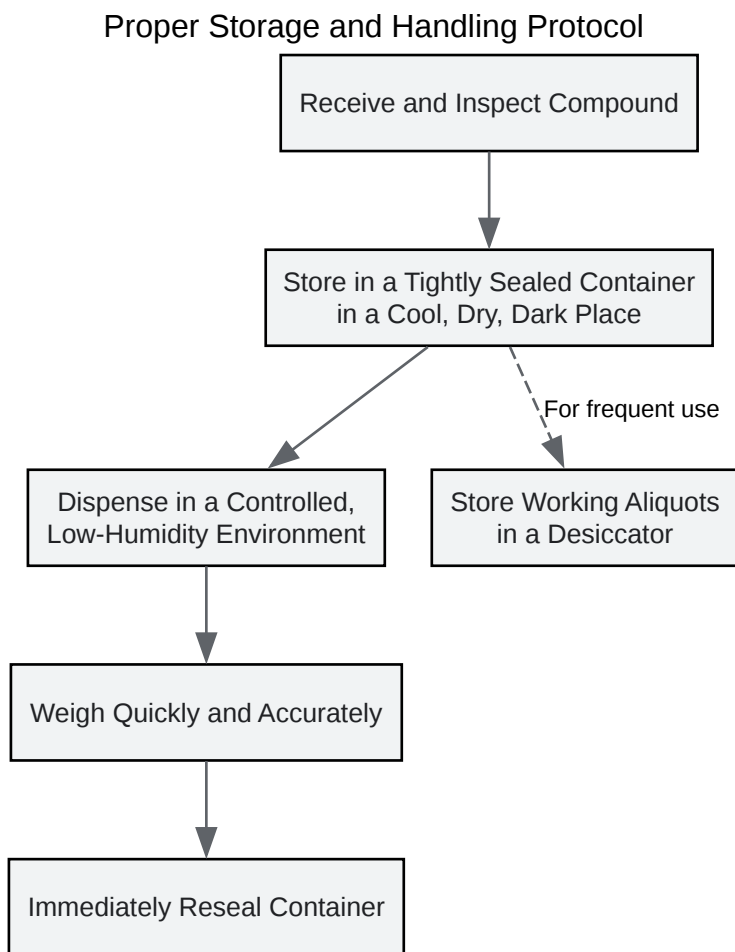 Proper Storage and Handling Protocol
Receive and Inspect Compound
Store in a Tightly Sealed Container
in a Cool, Dry, Dark Place
For frequent use
Dispense in a Controlled,
Low-Humidity Environment
Store Working Aliquots
in a Desiccator
Weigh Quickly and Accurately
Immediately Reseal Container